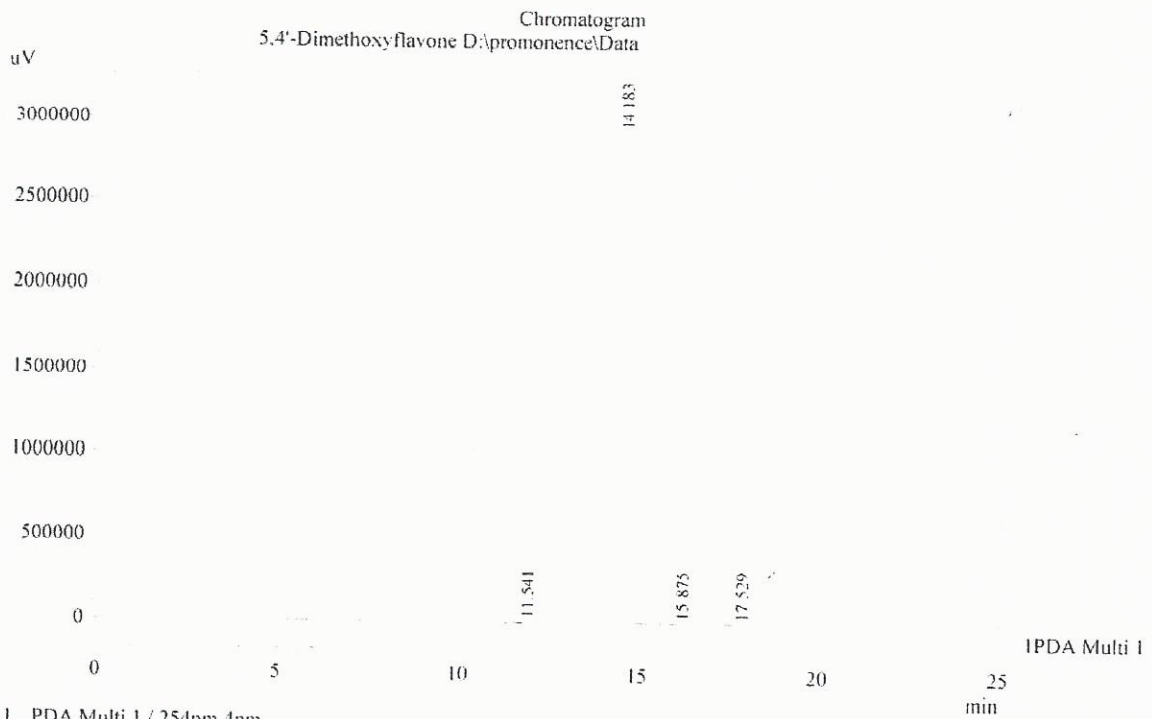 Chromatogram
5,4'-Dimethoxyflavone D:\promonence\Data
uV
3000000
14 183
2500000
2000000
1500000
1000000
500000
11.541
15 875
17 529
0
1PDA Multi 1
0 5 10 15 20 25
min
1 PDA Multi 1 / 254nm 4nm